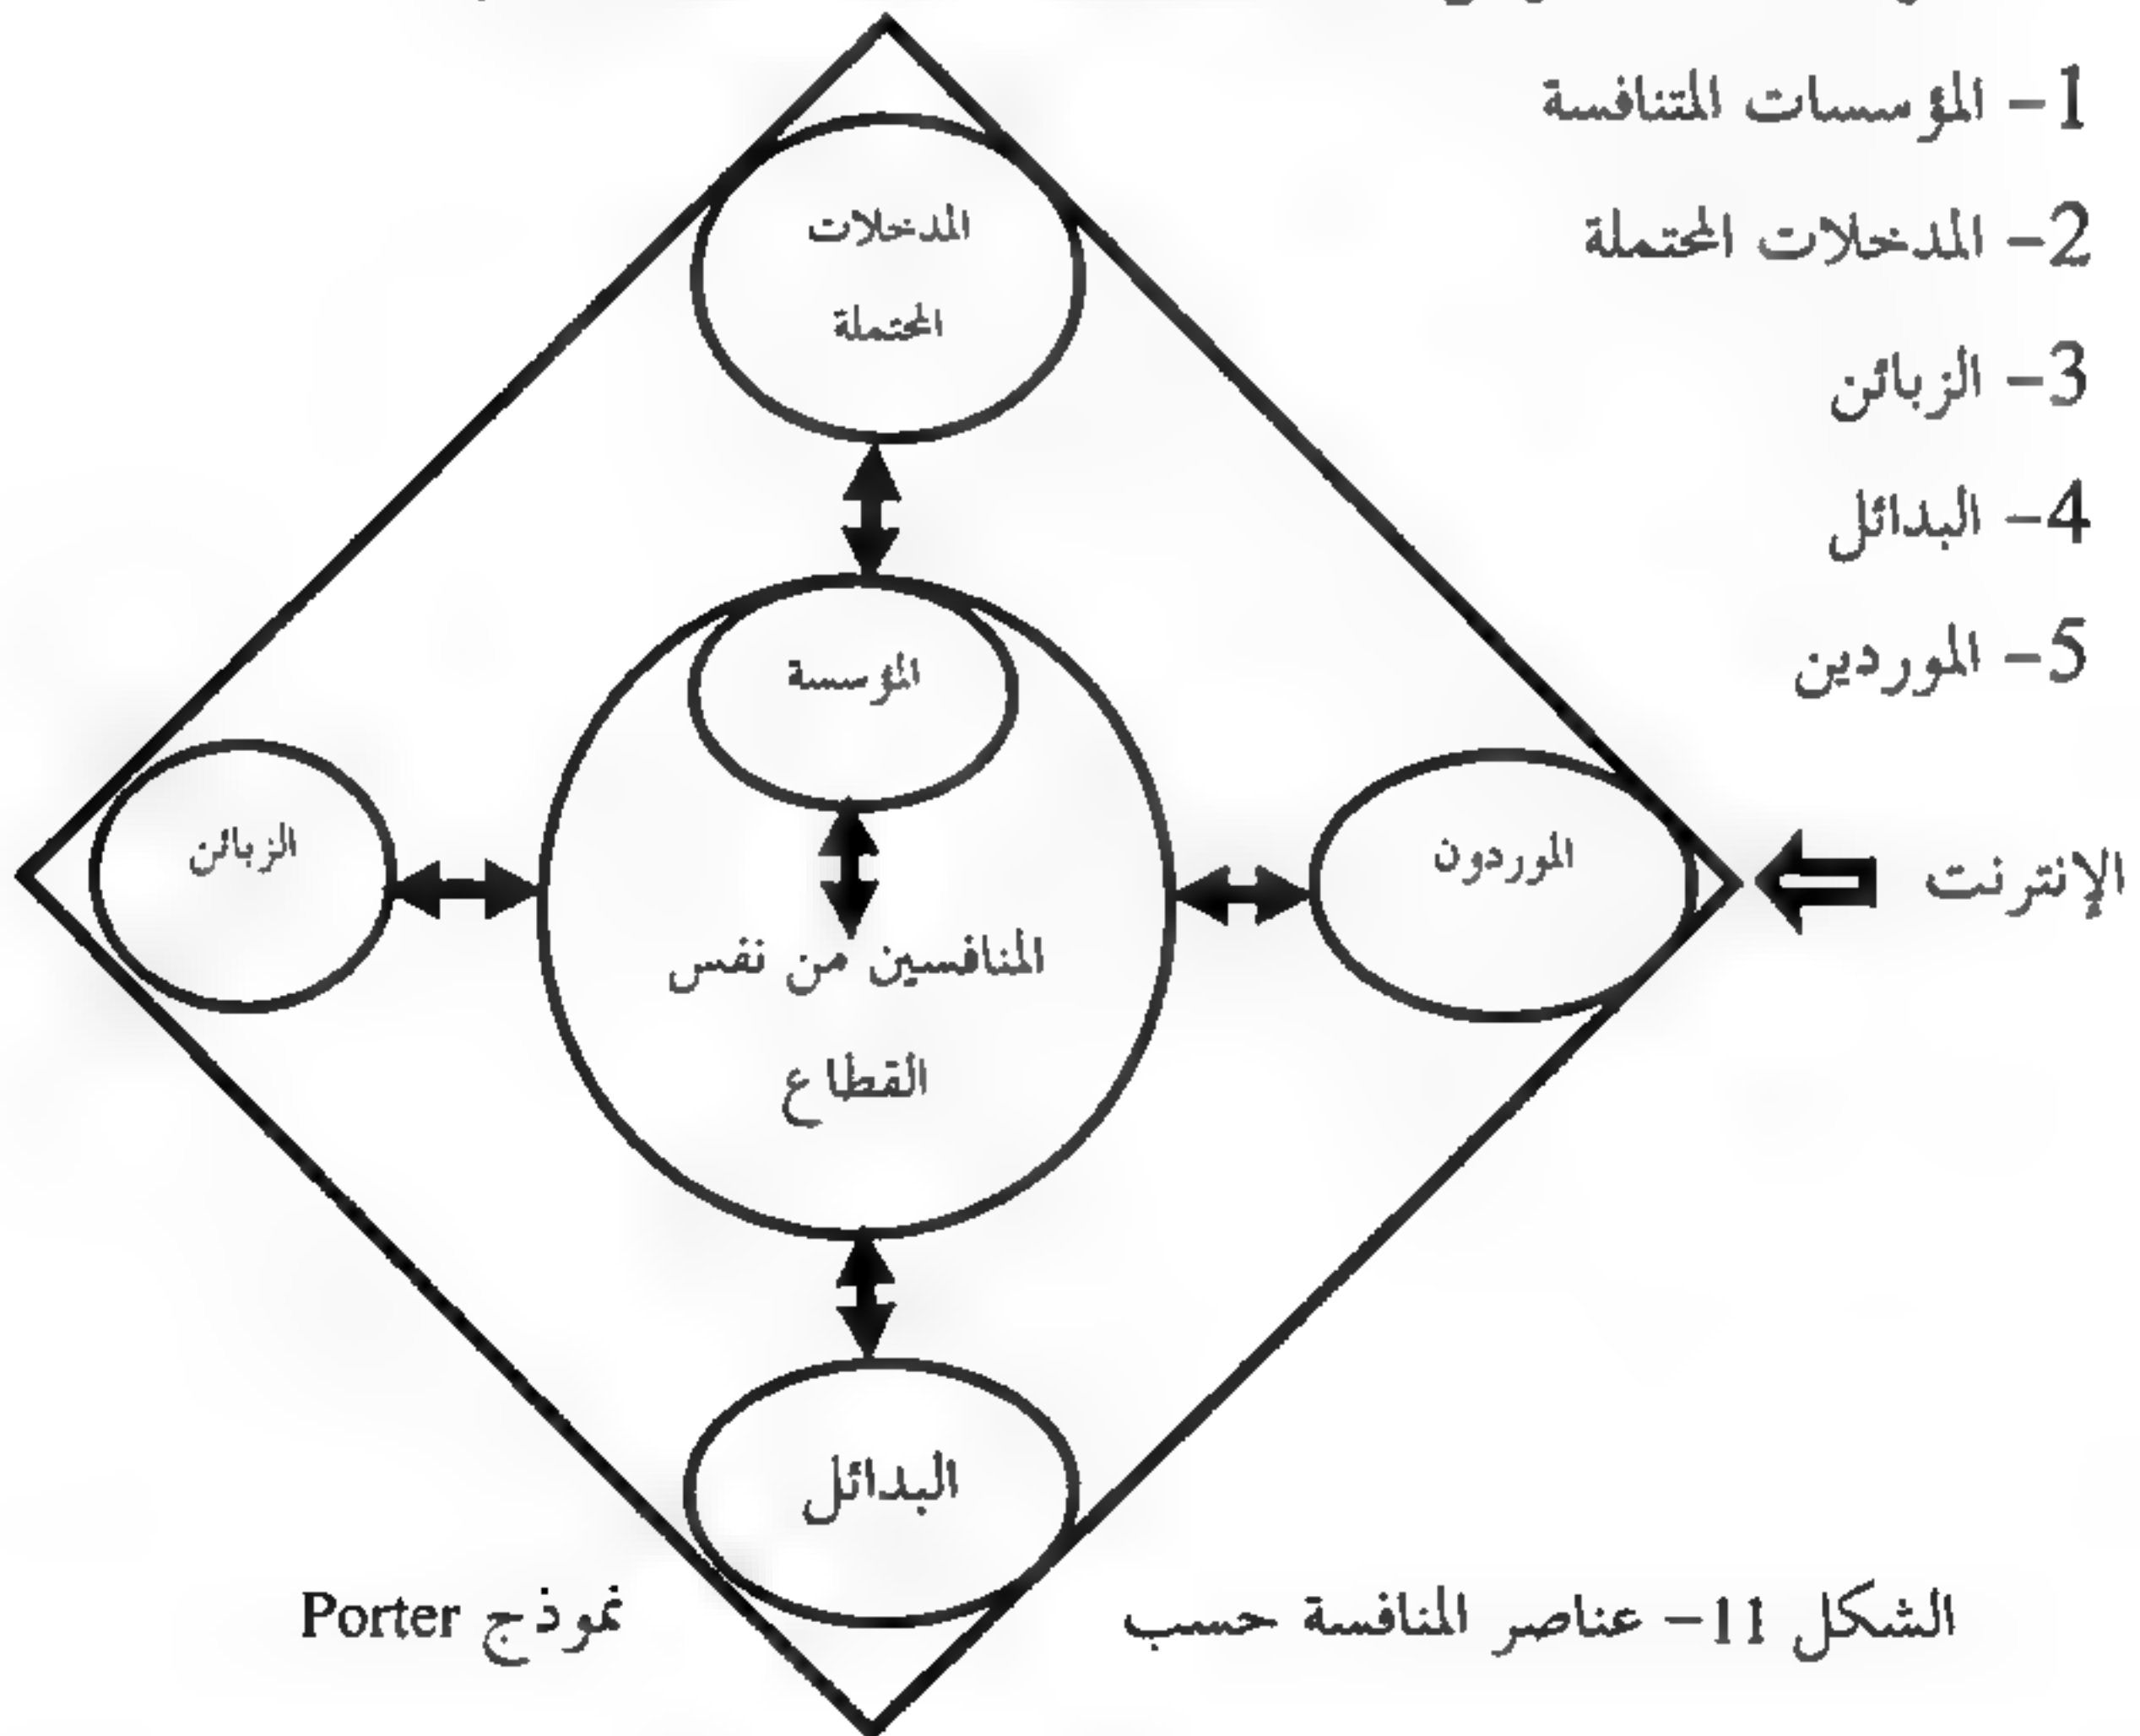 1- المؤسسات المتنافسة
2- المدخلات المحتملة
3- الزبائن
4- البدائل
5- الموردين
المدخلات
المحتملة
المؤسسة
الموردون
الزبائن
الإنترنت
المنافسين من نفس
القطاع
البدائل
الشكل 11- عناصر المنافسة حسب نموذج Porter